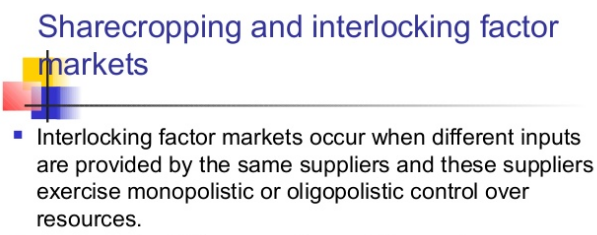 Sharecropping and interlocking factor
markets
Interlocking factor markets occur when different inputs
are provided by the same suppliers and these suppliers
exercise monopolistic or oligopolistic control over
resources.